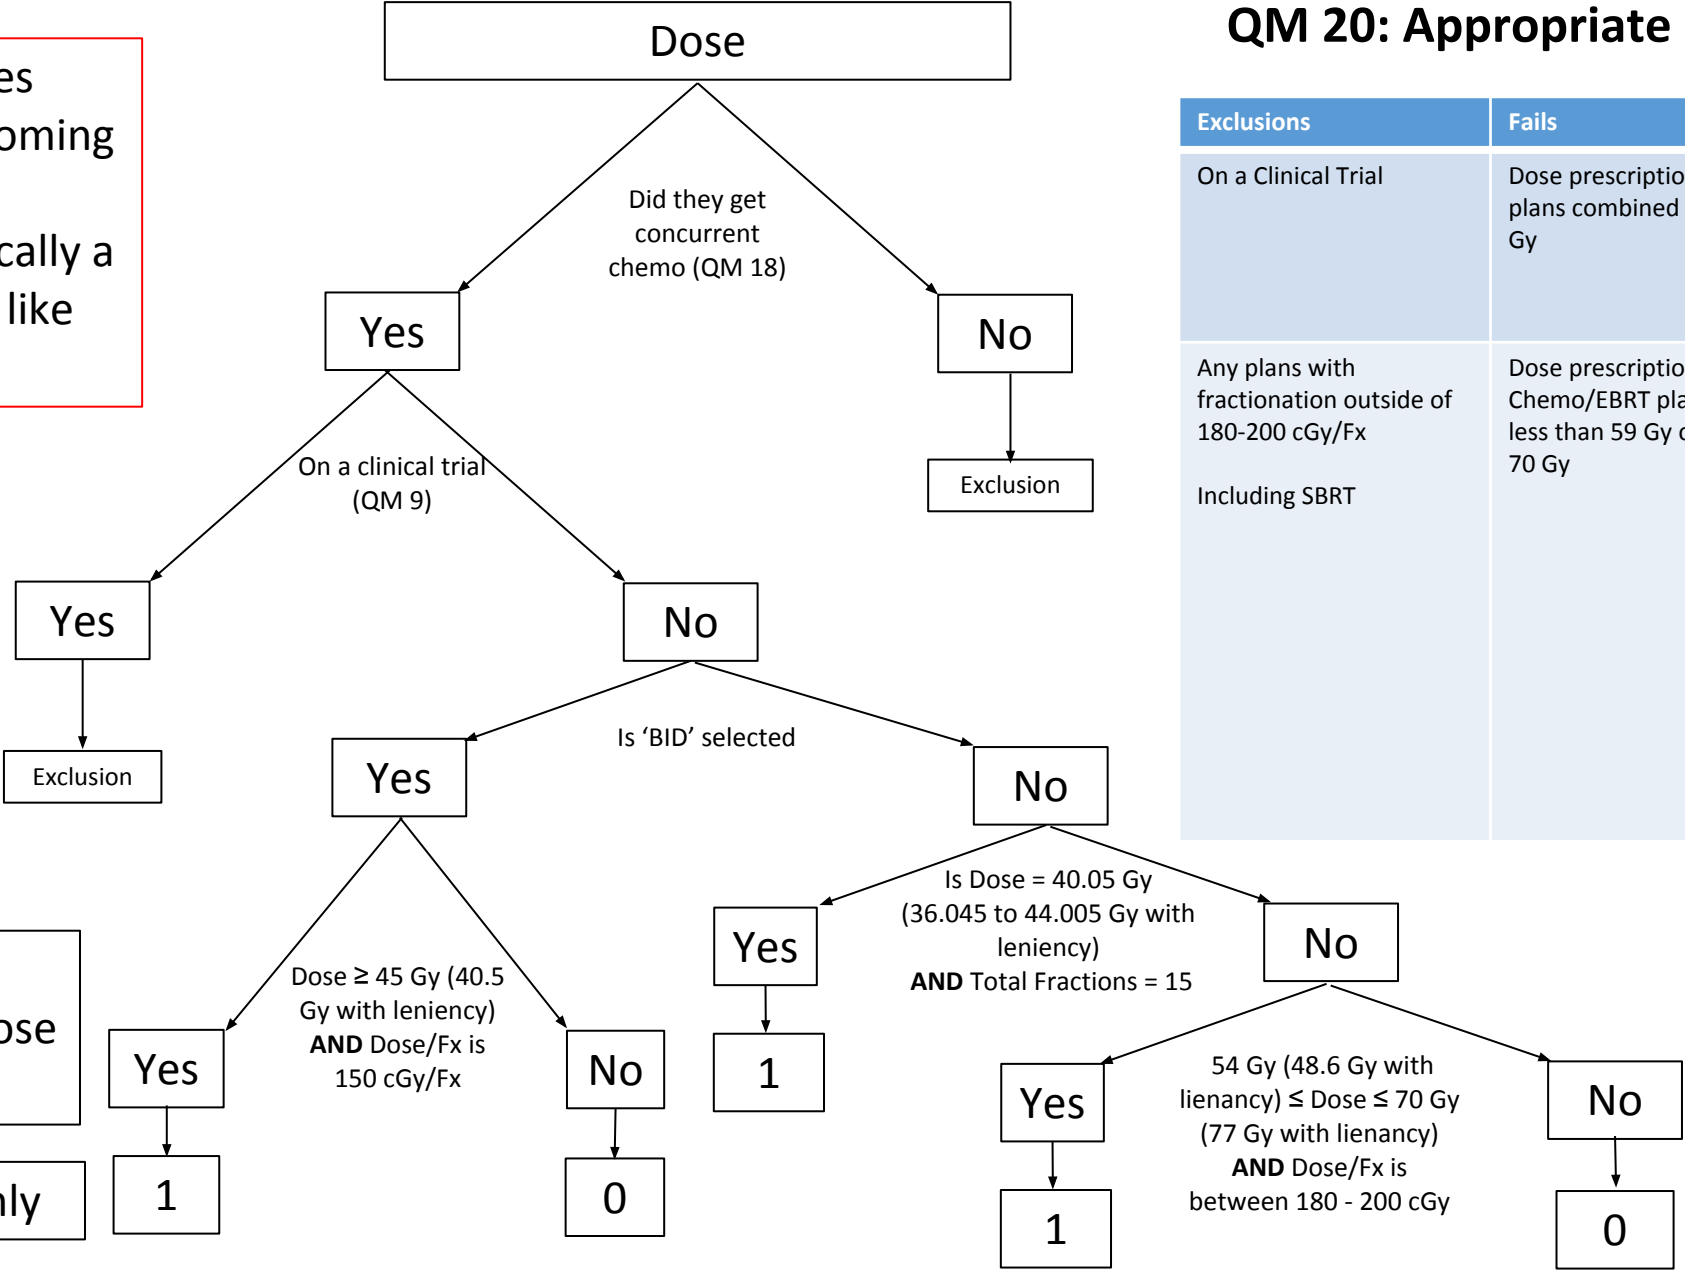 Dose
QM 20: Appropriate
Exclusions
Fails
On a Clinical Trial
plans combined
Gy
Any plans with
fractionation outside of
180-200 cGy/Fx
Including SBRT
Chemo/EBRT
less than 59 Gy
70 Gy
like
Did they get
concurrent
chemo (QM 18)
Yes
No
Exclusion
On a clinical trial
(QM 9)
Yes
No
Exclusion
Is ‘BID’ selected
Yes
No
Dose ≥ 45 Gy (40.5
Gy with leniency)
AND Dose/Fx is
150 cGy/Fx
Yes
No
1
0
Is Dose = 40.05 Gy
(36.045 to 44.005 Gy with
leniency)
AND Total Fractions = 15
Yes
No
1
54 Gy (48.6 Gy with
lienancy) ≤ Dose ≤ 70 Gy
(77 Gy with lienancy)
AND Dose/Fx is
between 180 - 200 cGy
Yes
No
1
0